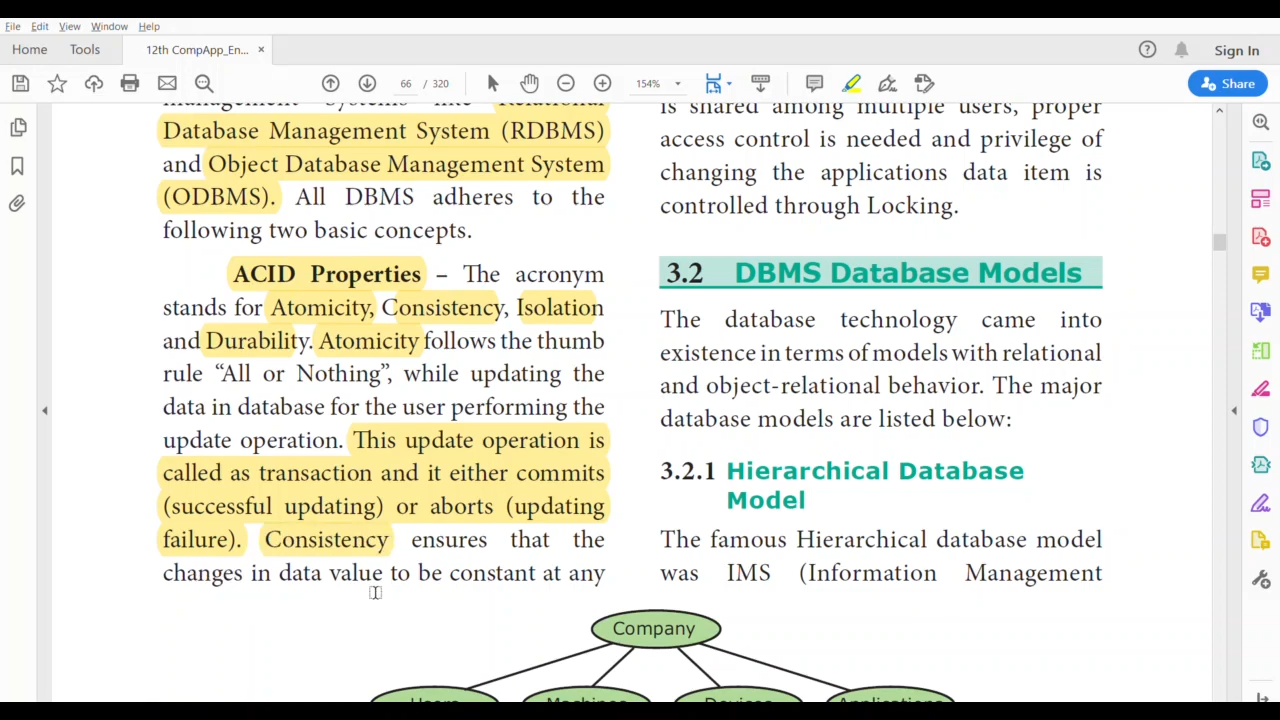 File Edit View Window Help
Home Tools 12th CompApp_En... × Sign In
66 / 320 154% Share
management Systems like Relational
Database Management System (RDBMS)
and Object Database Management System
(ODBMS). All DBMS adheres to the
following two basic concepts.
ACID Properties – The acronym
stands for Atomicity, Consistency, Isolation
and Durability. Atomicity follows the thumb
rule “All or Nothing”, while updating the
data in database for the user performing the
update operation. This update operation is
called as transaction and it either commits
(successful updating) or aborts (updating
failure). Consistency ensures that the
changes in data value to be constant at any
is shared among multiple users, proper
access control is needed and privilege of
changing the applications data item is
controlled through Locking.
3.2 DBMS Database Models
The database technology came into
existence in terms of models with relational
and object-relational behavior. The major
database models are listed below:
3.2.1 Hierarchical Database
Model
The famous Hierarchical database model
was IMS (Information Management
Company
Users Machines Devices Applications